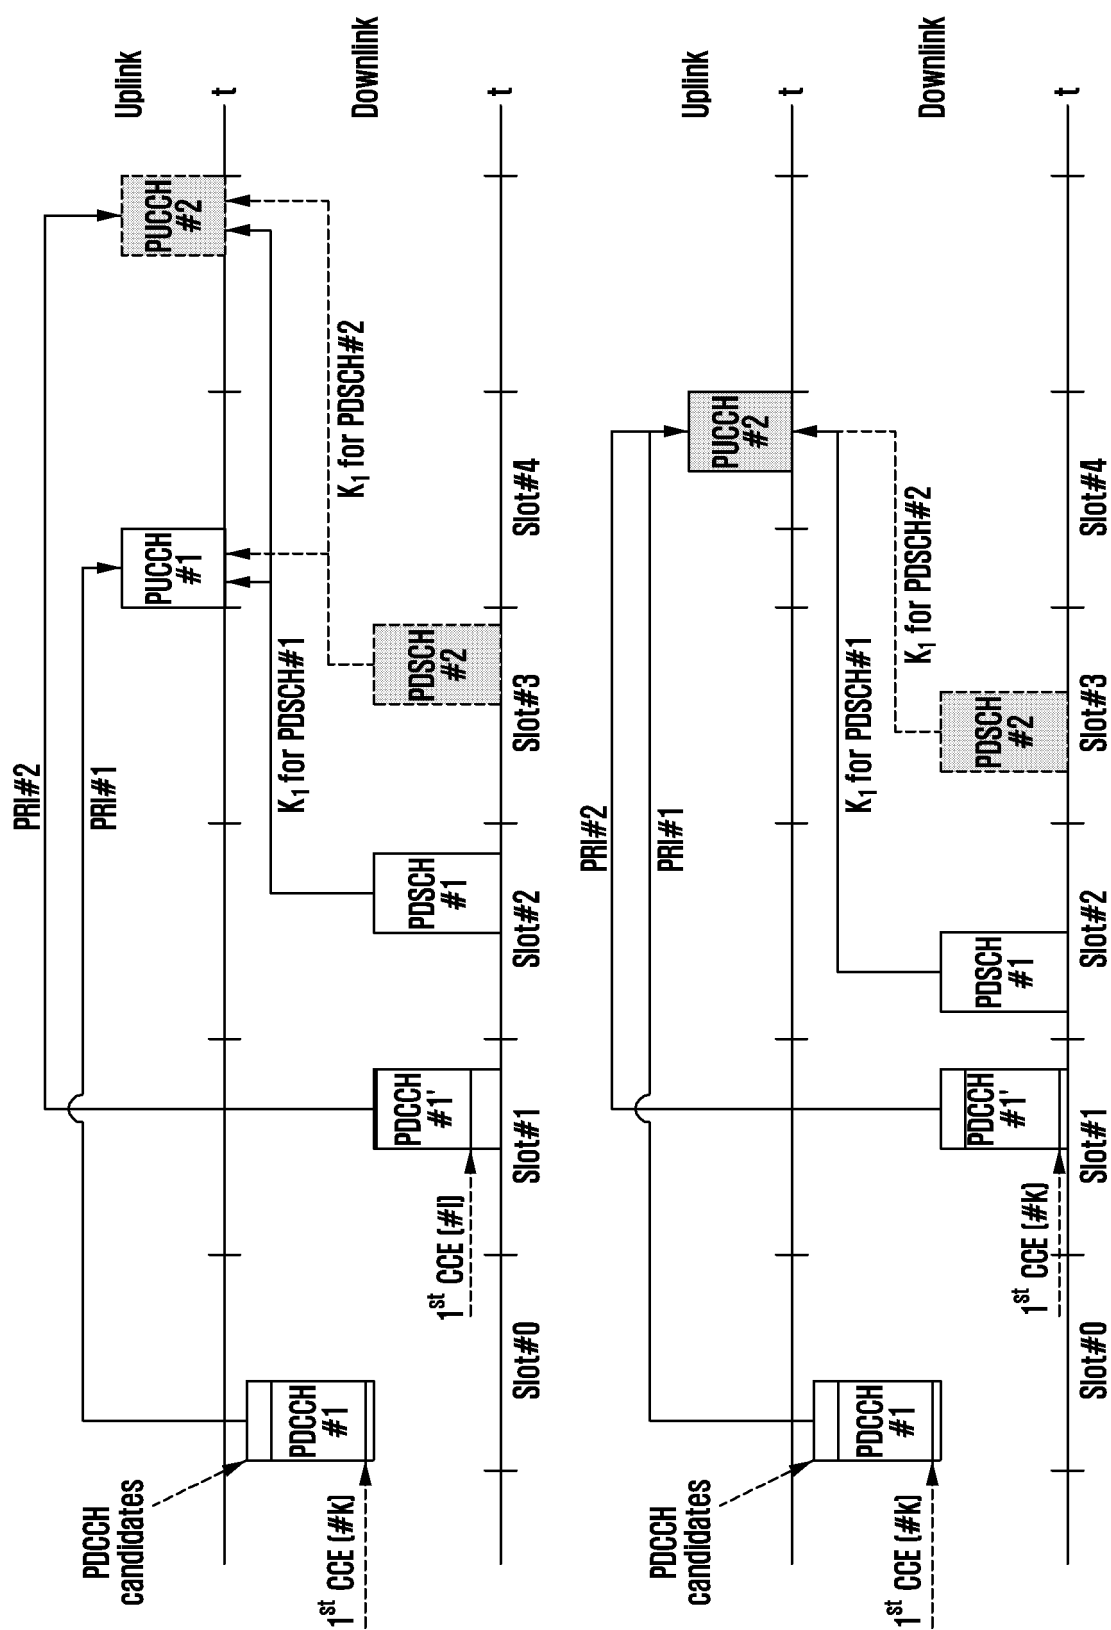 Uplink
t
PRI#2
PRI#1
PUCCH
#1
PUCCH
#2
PDCCH
candidates
PDCCH
#1
1st CCE (#k)
K1 for PDSCH#1
K1 for PDSCH#2
Downlink
PDCCH
#1'
1st CCE (#l)
PDSCH
#1
PDSCH
#2
t
Slot#0
Slot#1
Slot#2
Slot#3
Slot#4
Uplink
t
PRI#2
PRI#1
PUCCH
#2
PDCCH
candidates
PDCCH
#1
1st CCE (#k)
K1 for PDSCH#1
K1 for PDSCH#2
Downlink
PDCCH
#1'
1st CCE (#k)
PDSCH
#1
PDSCH
#2
t
Slot#0
Slot#1
Slot#2
Slot#3
Slot#4